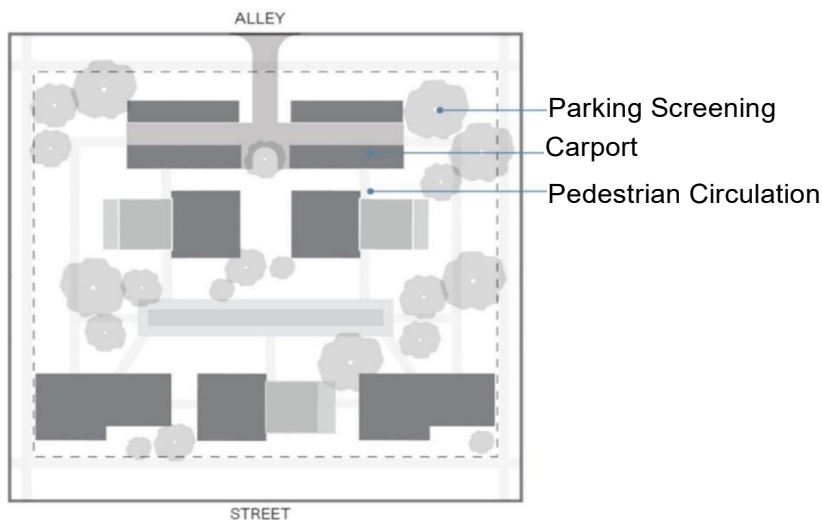 ALLEY
Parking Screening
Carport
Pedestrian Circulation
STREET